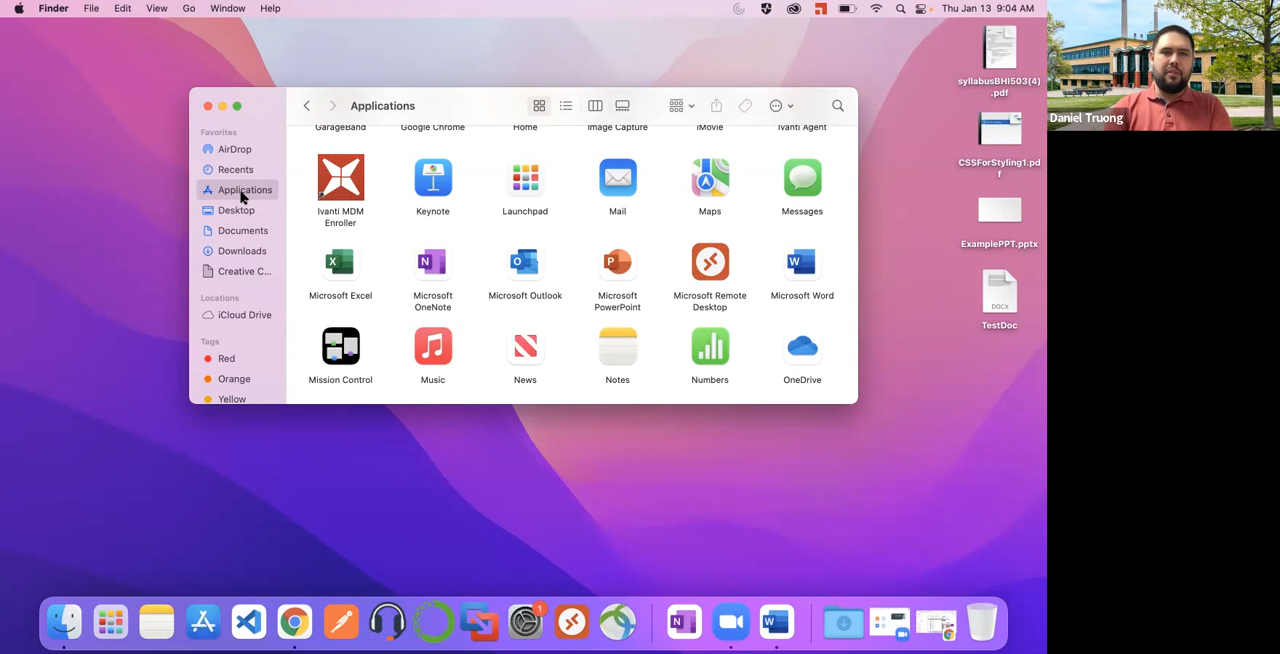 Finder File Edit View Go Window Help
Thu Jan 13 9:04 AM
Applications
Favorites
AirDrop
Recents
Applications
Desktop
Documents
Downloads
Creative C...
Locations
iCloud Drive
Tags
Red
Orange
Yellow
GarageBand Google Chrome Home Image Capture iMovie Ivanti Agent
Ivanti MDM
Enroller
Keynote
Launchpad
Mail
Maps
Messages
Microsoft Excel
Microsoft
OneNote
Microsoft Outlook
Microsoft
PowerPoint
Microsoft Remote
Desktop
Microsoft Word
Mission Control
Music
News
Notes
Numbers
OneDrive
syllabusBHI503(4)
.pdf
CSSForStyling1.pd
f
ExamplePPT.pptx
DOCX
TestDoc
Daniel Truong
1